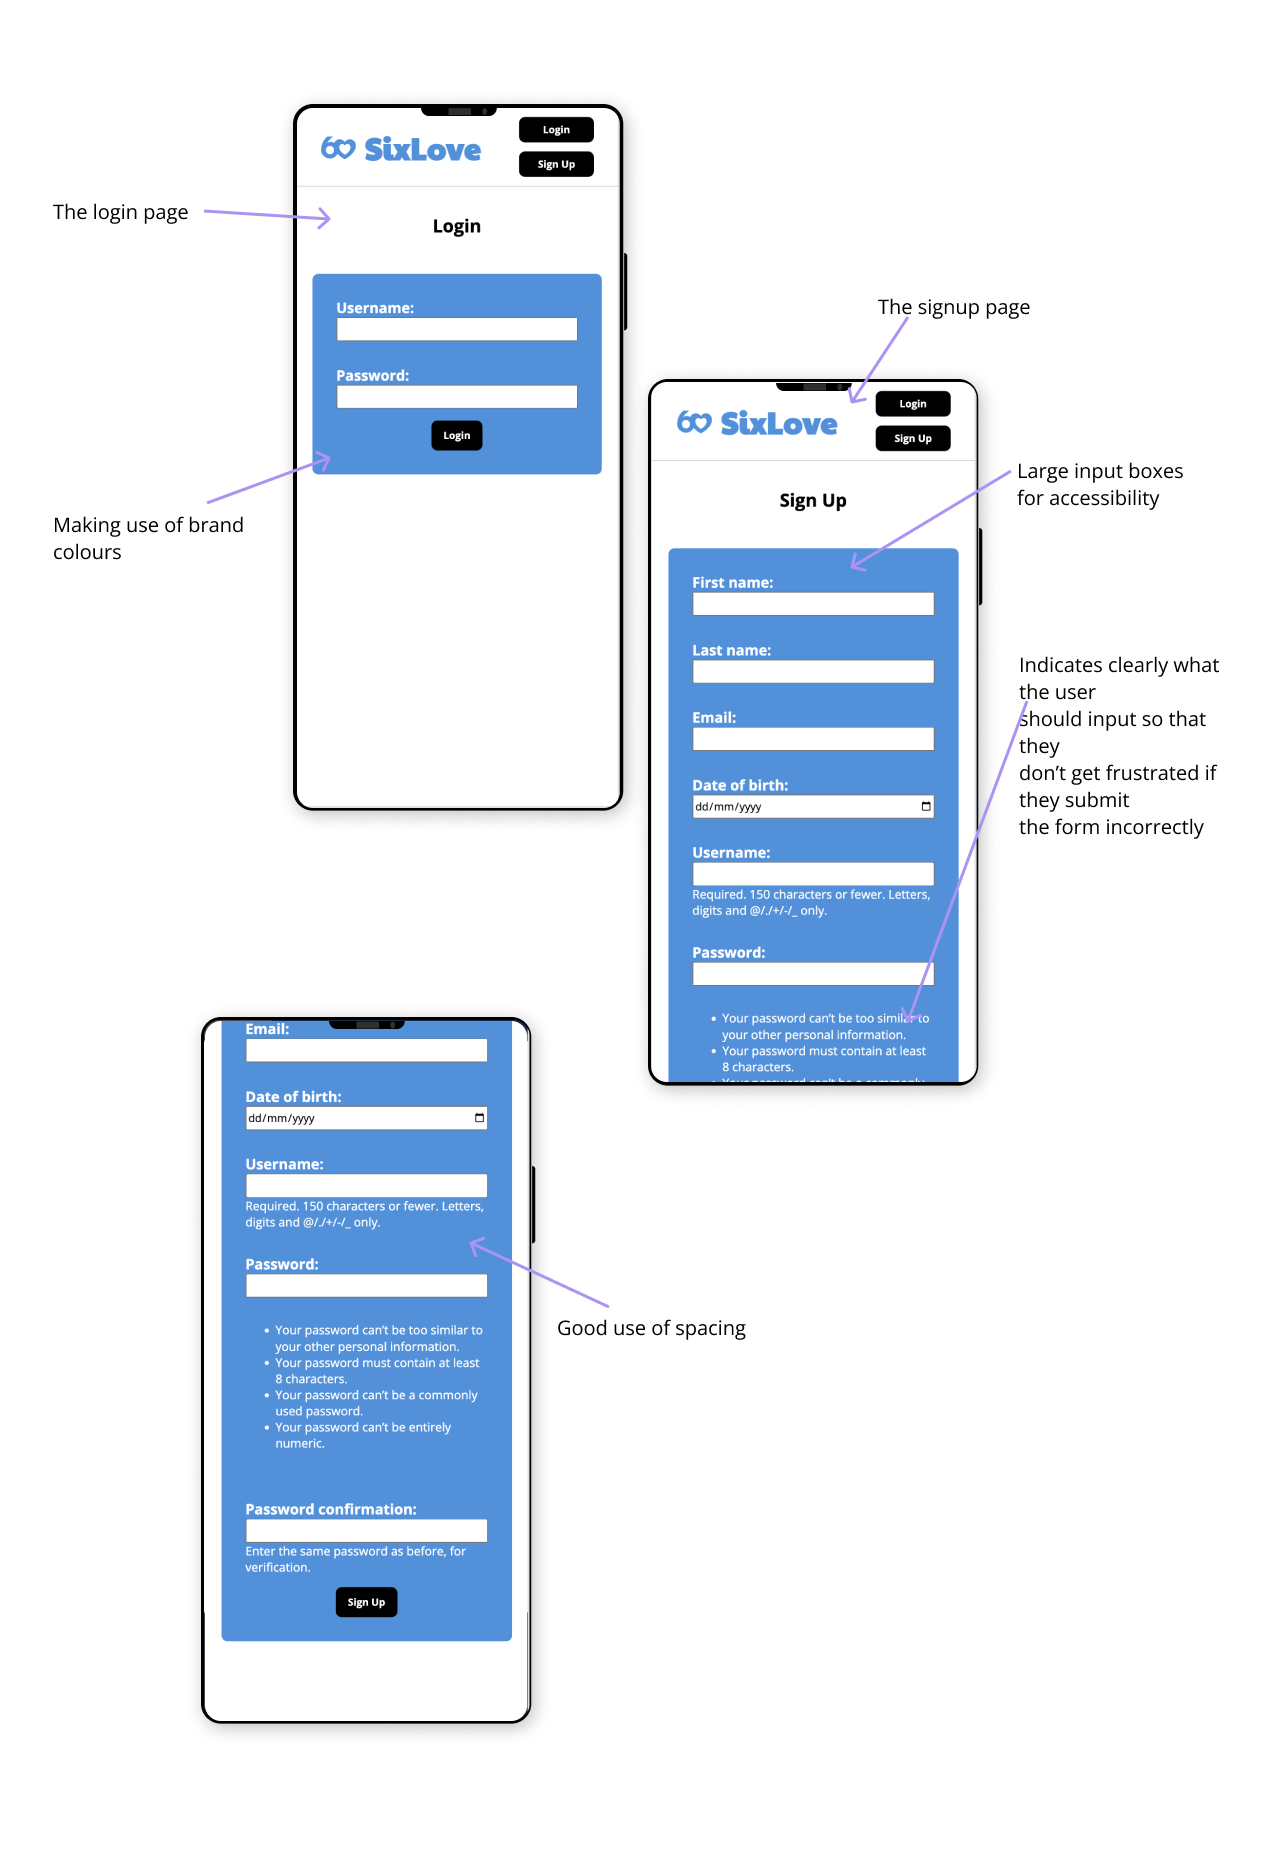 SixLove
Login
Sign Up
The login page
Login
Username:
Password:
Login
Making use of brand
colours
The signup page
SixLove
Login
Sign Up
Sign Up
Large input boxes
for accessibility
First name:
Last name:
Email:
Date of birth:
dd/mm/yyyy
Username:
Required. 150 characters or fewer. Letters,
digits and @/./+/-/_ only.
Password:
Your password can't be too similar to
your other personal information.
Your password must contain at least
8 characters.
Your password can't be a commonly
Indicates clearly what
the user
should input so that
they
don't get frustrated if
they submit
the form incorrectly
Email:
Date of birth:
dd/mm/yyyy
Username:
Required. 150 characters or fewer. Letters,
digits and @/./+/-/_ only.
Password:
Your password can't be too similar to
your other personal information.
Your password must contain at least
8 characters.
Your password can't be a commonly
used password.
Your password can't be entirely
numeric.
Password confirmation:
Enter the same password as before, for
verification.
Sign Up
Good use of spacing